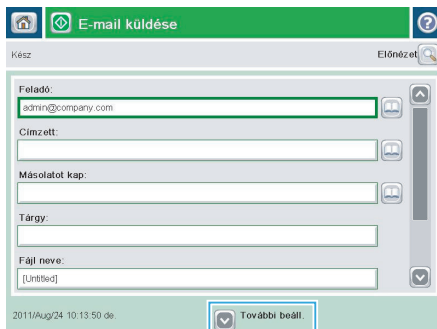 E-mail küldése
Kész
Előnézet
Feladó:
admin@company.com
Címzett:
Másolatot kap:
Tárgy:
Fájl neve:
[Untitled]
2011/Aug/24 10:13:50 de.
További beáll.